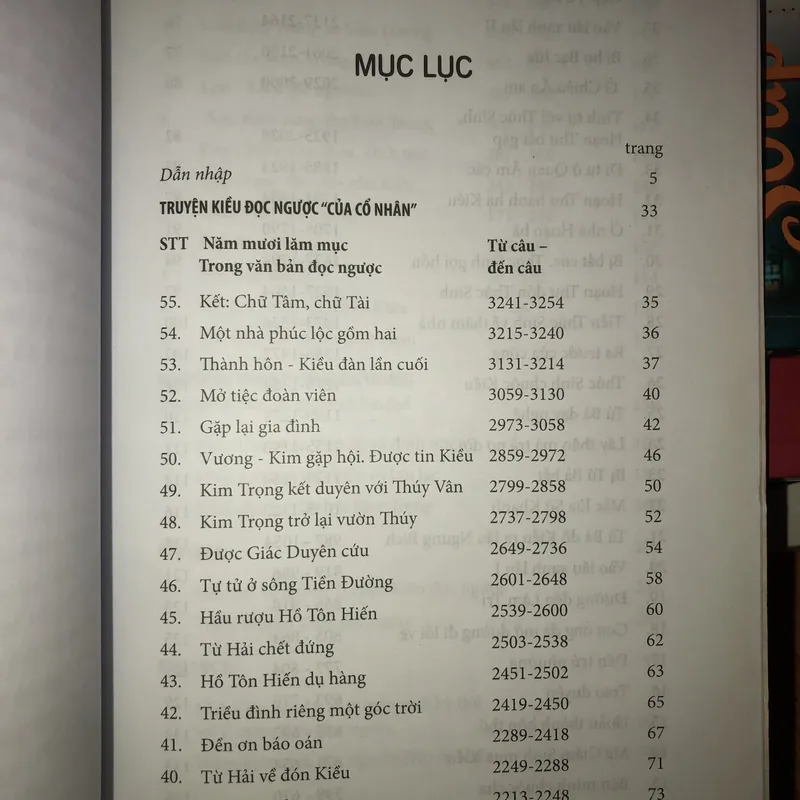 MỤC LỤC
trang
Dẫn nhập 5
TRUYỆN KIỀU ĐỌC NGƯỢC "CỦA CỔ NHÂN" 33
STT Năm mươi lăm mục Từ câu –
Trong văn bản đọc ngược đến câu
55. Kết: Chữ Tâm, chữ Tài 3241-3254 35
54. Một nhà phúc lộc gồm hai 3215-3240 36
53. Thành hôn - Kiều đàn lần cuối 3131-3214 37
52. Mở tiệc đoàn viên 3059-3130 40
51. Gặp lại gia đình 2973-3058 42
50. Vương - Kim gặp hội. Được tin Kiều 2859-2972 46
49. Kim Trọng kết duyên với Thúy Vân 2799-2858 50
48. Kim Trọng trở lại vườn Thúy 2737-2798 52
47. Được Giác Duyên cứu 2649-2736 54
46. Tự tử ở sông Tiền Đường 2601-2648 58
45. Hầu rượu Hồ Tôn Hiến 2539-2600 60
44. Từ Hải chết đứng 2503-2538 62
43. Hồ Tôn Hiến dụ hàng 2451-2502 63
42. Triều đình riêng một góc trời 2419-2450 65
41. Đền ơn báo oán 2289-2418 67
40. Từ Hải về đón Kiều 2249-2288 71
2213-2248 73
soup